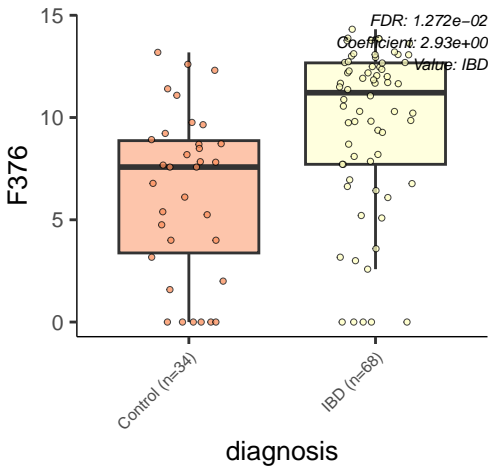 FDR: 1.272e-02
Coefficient: 2.93e+00
Value: IBD
15
10
5
0
F376
Control (n=34)
IBD (n=68)
diagnosis